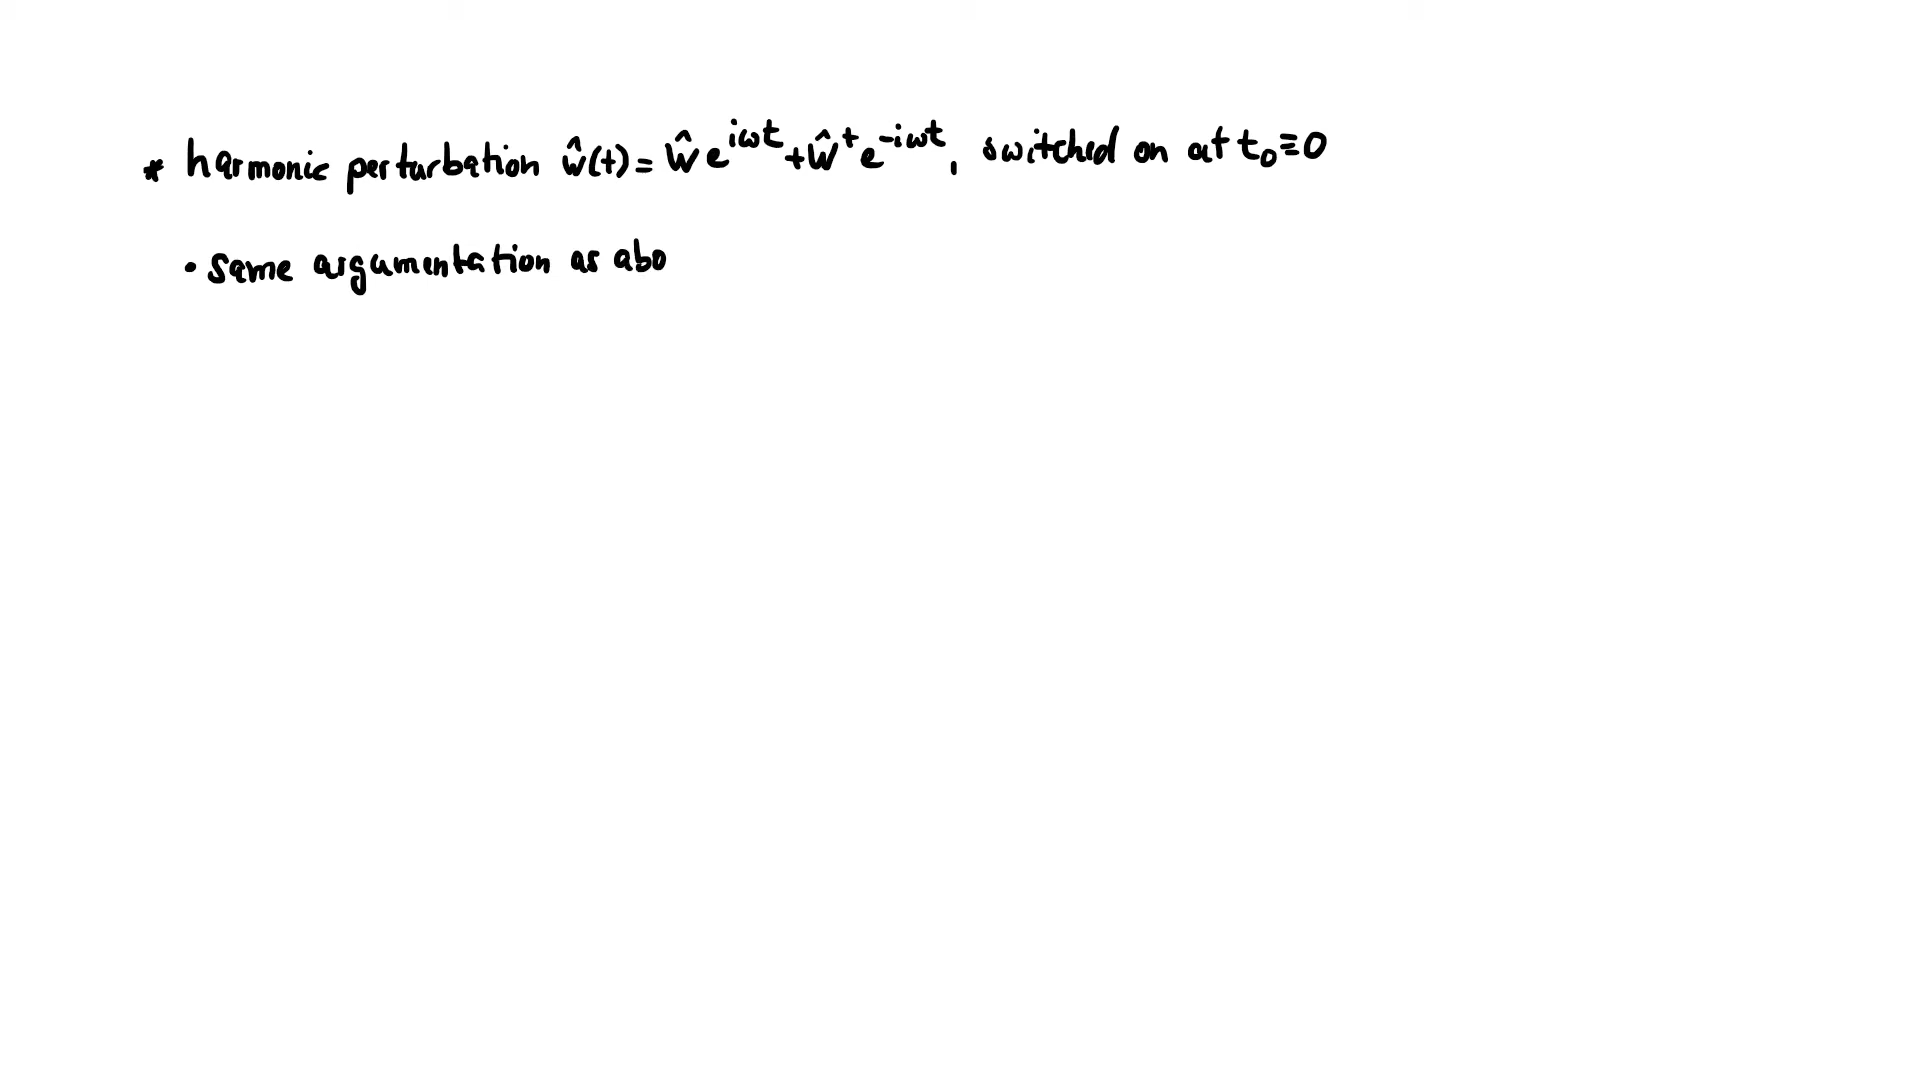 * harmonic perturbation ŵ(t) = Ŵe^{iωt} + Ŵ^†e^{-iωt}, switched on at t₀≡0
• same argumentation as abo